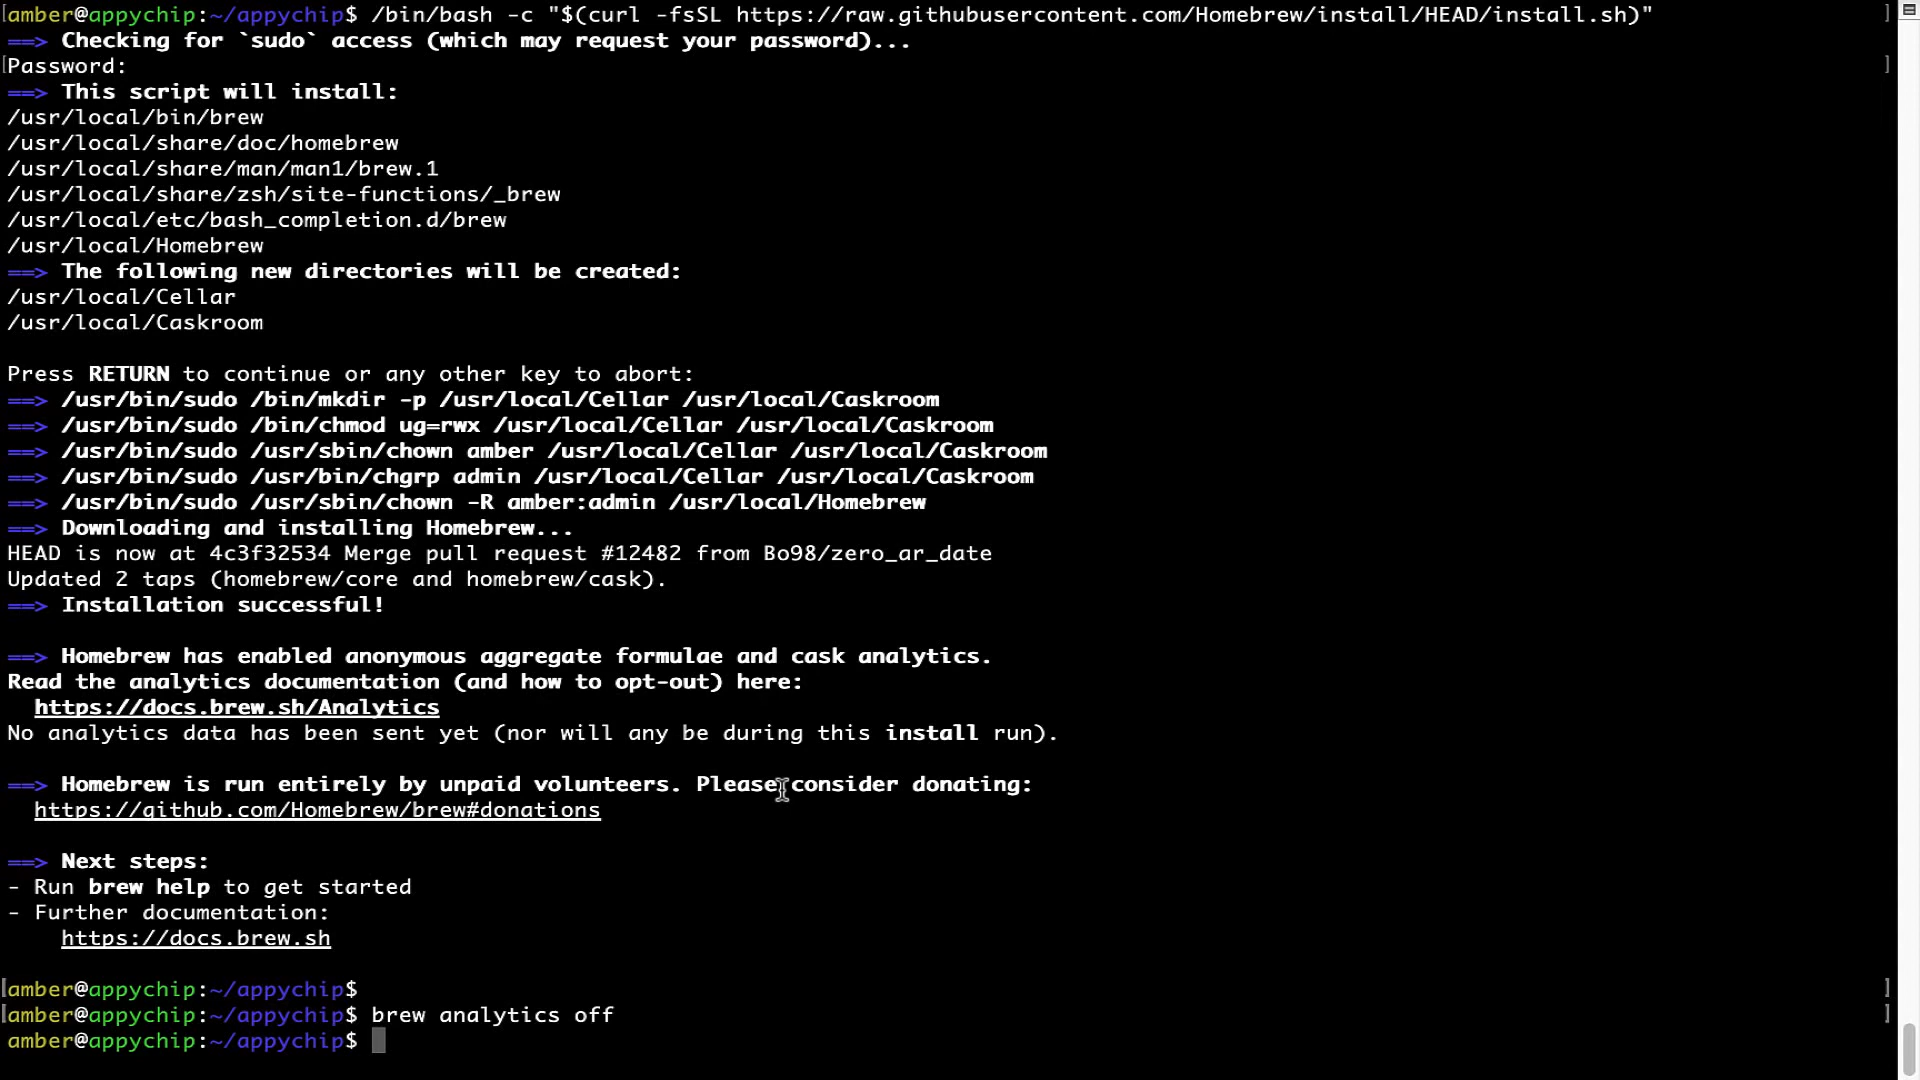 amber@appychip:~/appychip$ /bin/bash -c "$(curl -fsSL https://raw.githubusercontent.com/Homebrew/install/HEAD/install.sh)"
==> Checking for `sudo` access (which may request your password)...
Password:
==> This script will install:
/usr/local/bin/brew
/usr/local/share/doc/homebrew
/usr/local/share/man/man1/brew.1
/usr/local/share/zsh/site-functions/_brew
/usr/local/etc/bash_completion.d/brew
/usr/local/Homebrew
==> The following new directories will be created:
/usr/local/Cellar
/usr/local/Caskroom
Press RETURN to continue or any other key to abort:
==> /usr/bin/sudo /bin/mkdir -p /usr/local/Cellar /usr/local/Caskroom
==> /usr/bin/sudo /bin/chmod ug=rwx /usr/local/Cellar /usr/local/Caskroom
==> /usr/bin/sudo /usr/sbin/chown amber /usr/local/Cellar /usr/local/Caskroom
==> /usr/bin/sudo /usr/bin/chgrp admin /usr/local/Cellar /usr/local/Caskroom
==> /usr/bin/sudo /usr/sbin/chown -R amber:admin /usr/local/Homebrew
==> Downloading and installing Homebrew...
HEAD is now at 4c3f32534 Merge pull request #12482 from Bo98/zero_ar_date
Updated 2 taps (homebrew/core and homebrew/cask).
==> Installation successful!
==> Homebrew has enabled anonymous aggregate formulae and cask analytics.
Read the analytics documentation (and how to opt-out) here:
https://docs.brew.sh/Analytics
No analytics data has been sent yet (nor will any be during this install run).
==> Homebrew is run entirely by unpaid volunteers. Please consider donating:
https://github.com/Homebrew/brew#donations
==> Next steps:
- Run brew help to get started
- Further documentation:
https://docs.brew.sh
amber@appychip:~/appychip$
amber@appychip:~/appychip$ brew analytics off
amber@appychip:~/appychip$